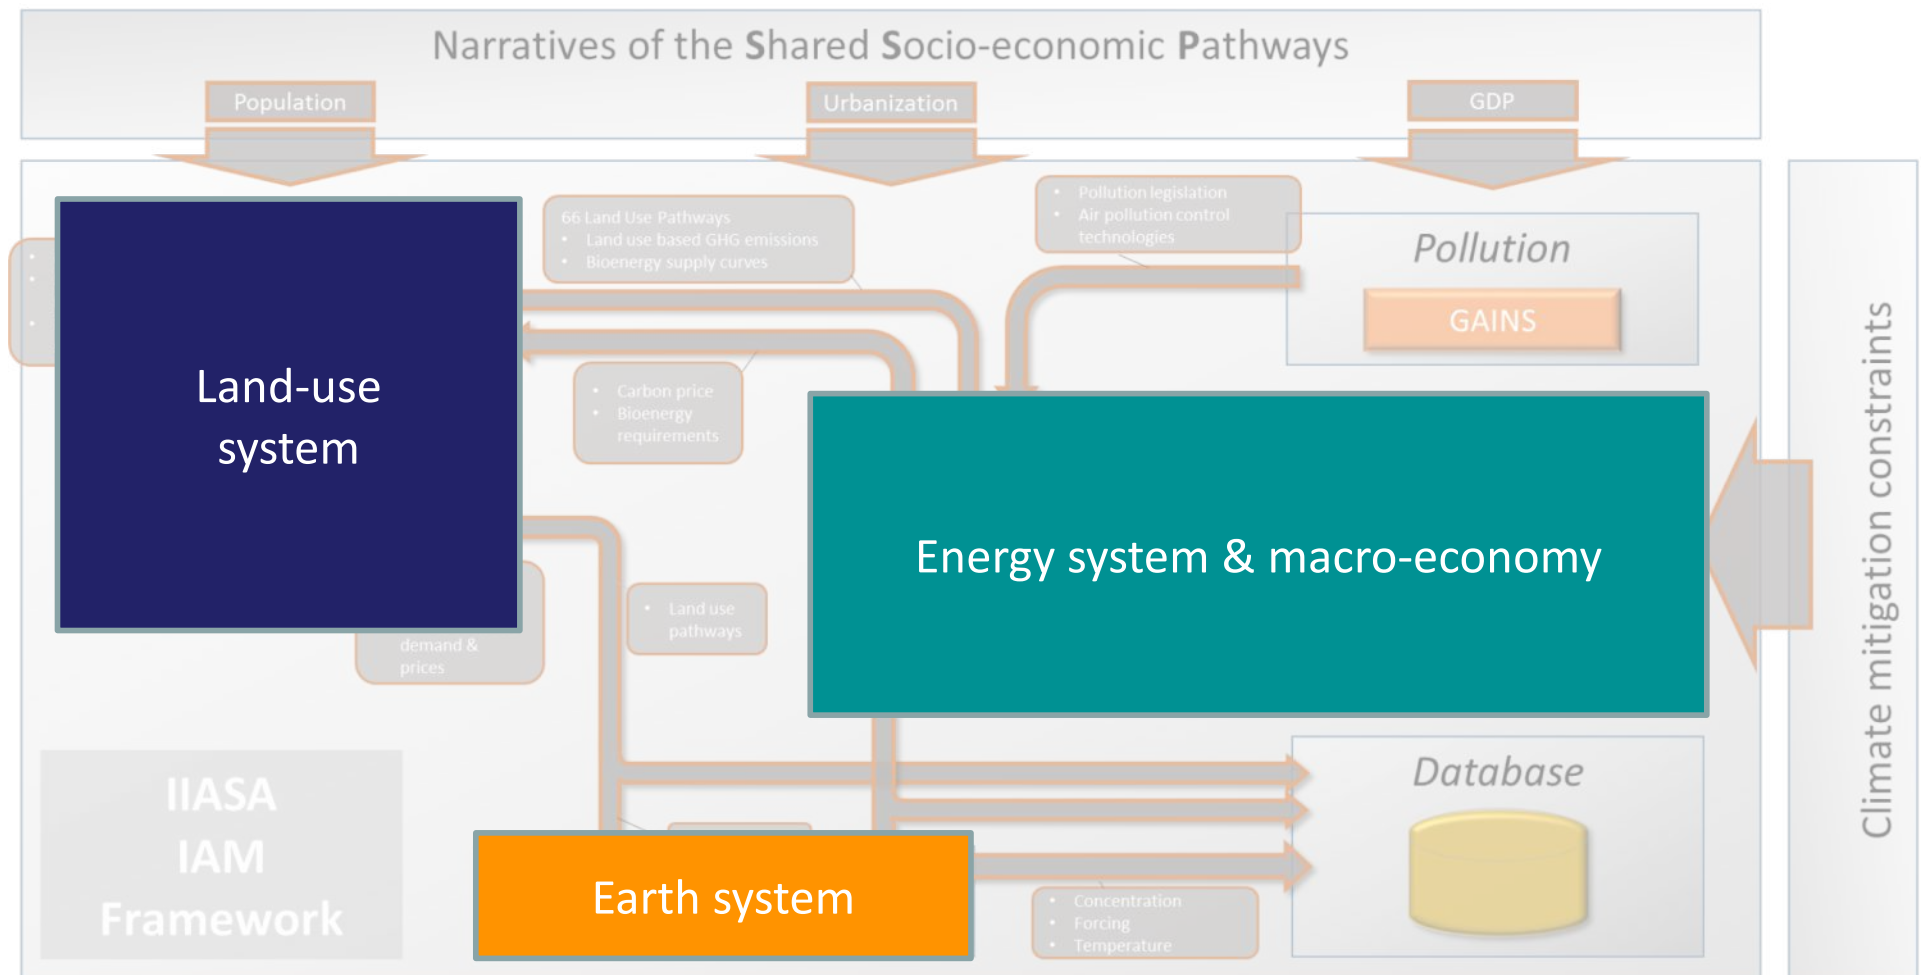 Narratives of the Shared Socio-economic Pathways
Population
Urbanization
GDP
66 Land Use Pathways
• Land use based GHG emissions
• Bioenergy supply curves
• Pollution legislation
• Air pollution control
technologies
Pollution
GAINS
Land-use
system
• Carbon price
• Bioenergy
requirements
Energy system & macro-economy
Climate mitigation constraints
• Land use
pathways
demand &
prices
IIASA
IAM
Framework
Database
Earth system
• Concentration
• Forcing
• Temperature